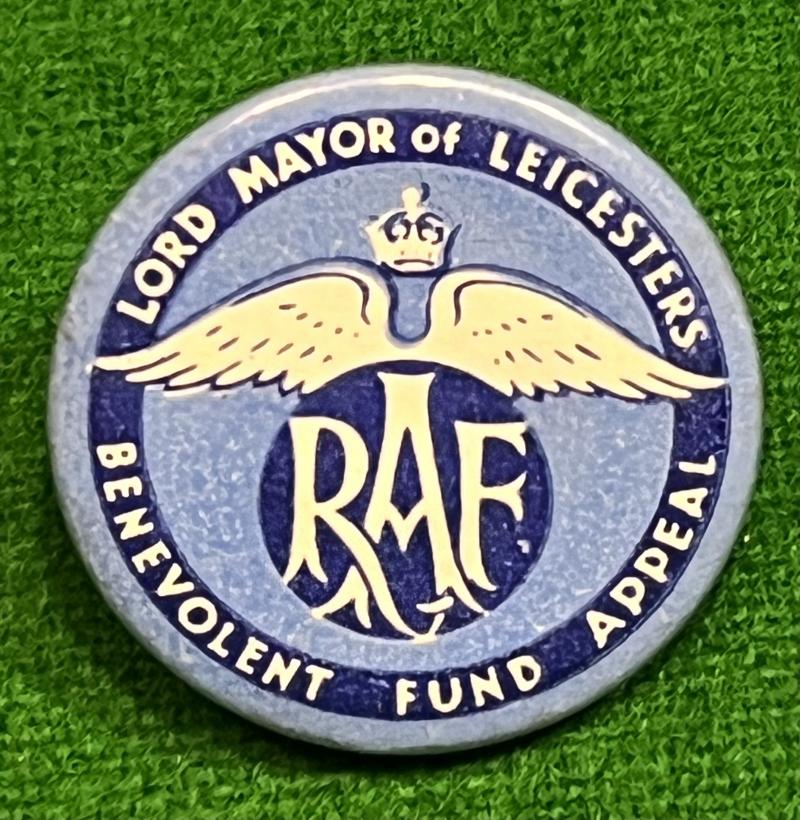 LORD MAYOR of LEICESTERS
RAF
BENEVOLENT FUND APPEAL